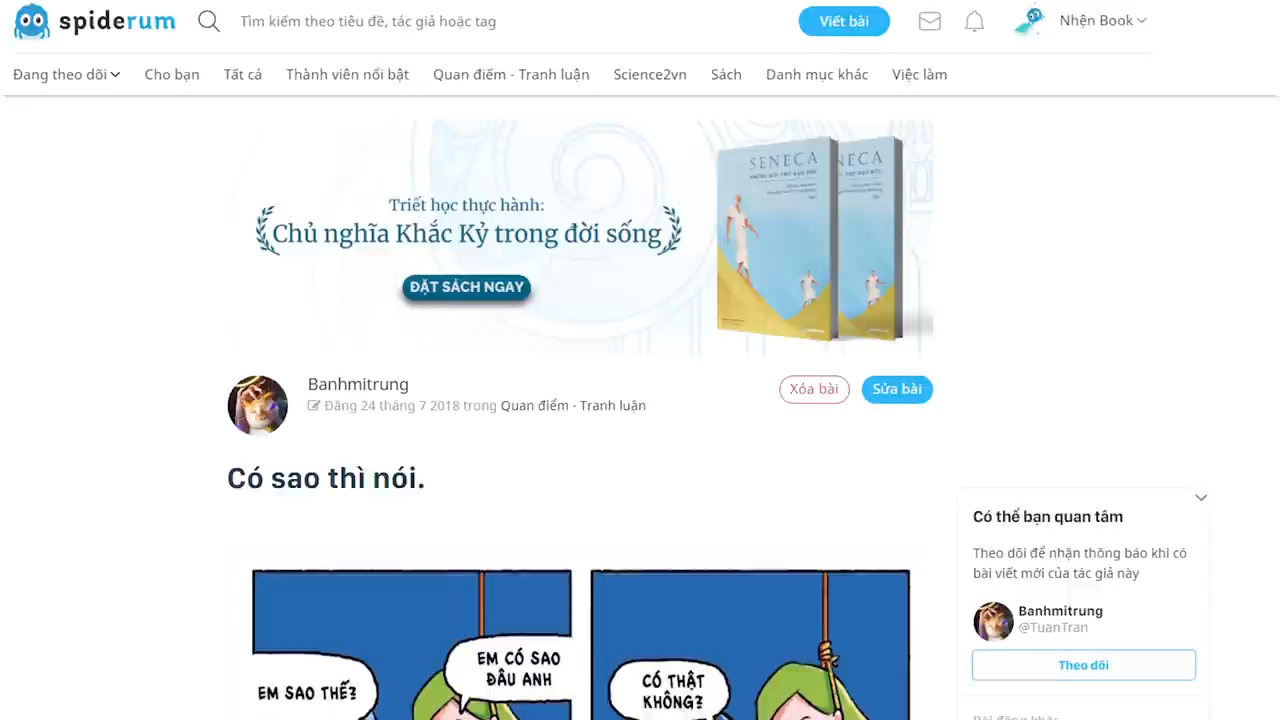 spiderum
Tìm kiếm theo tiêu đề, tác giả hoặc tag
Viết bài
Nhện Book
Đang theo dõi
Cho bạn
Tất cả
Thành viên nổi bật
Quan điểm - Tranh luận
Science2vn
Sách
Danh mục khác
Việc làm
Triết học thực hành:
Chủ nghĩa Khắc Kỷ trong đời sống
ĐẶT SÁCH NGAY
SENECA
NECA
Banhmitrung
Đăng 24 tháng 7 2018 trong Quan điểm - Tranh luận
Xóa bài
Sửa bài
Có sao thì nói.
EM SAO THẾ?
EM CÓ SAO
ĐÂU ANH
CÓ THẬT
KHÔNG?
Có thể bạn quan tâm
Theo dõi để nhận thông báo khi có
bài viết mới của tác giả này
Banhmitrung
@TuanTran
Theo dõi